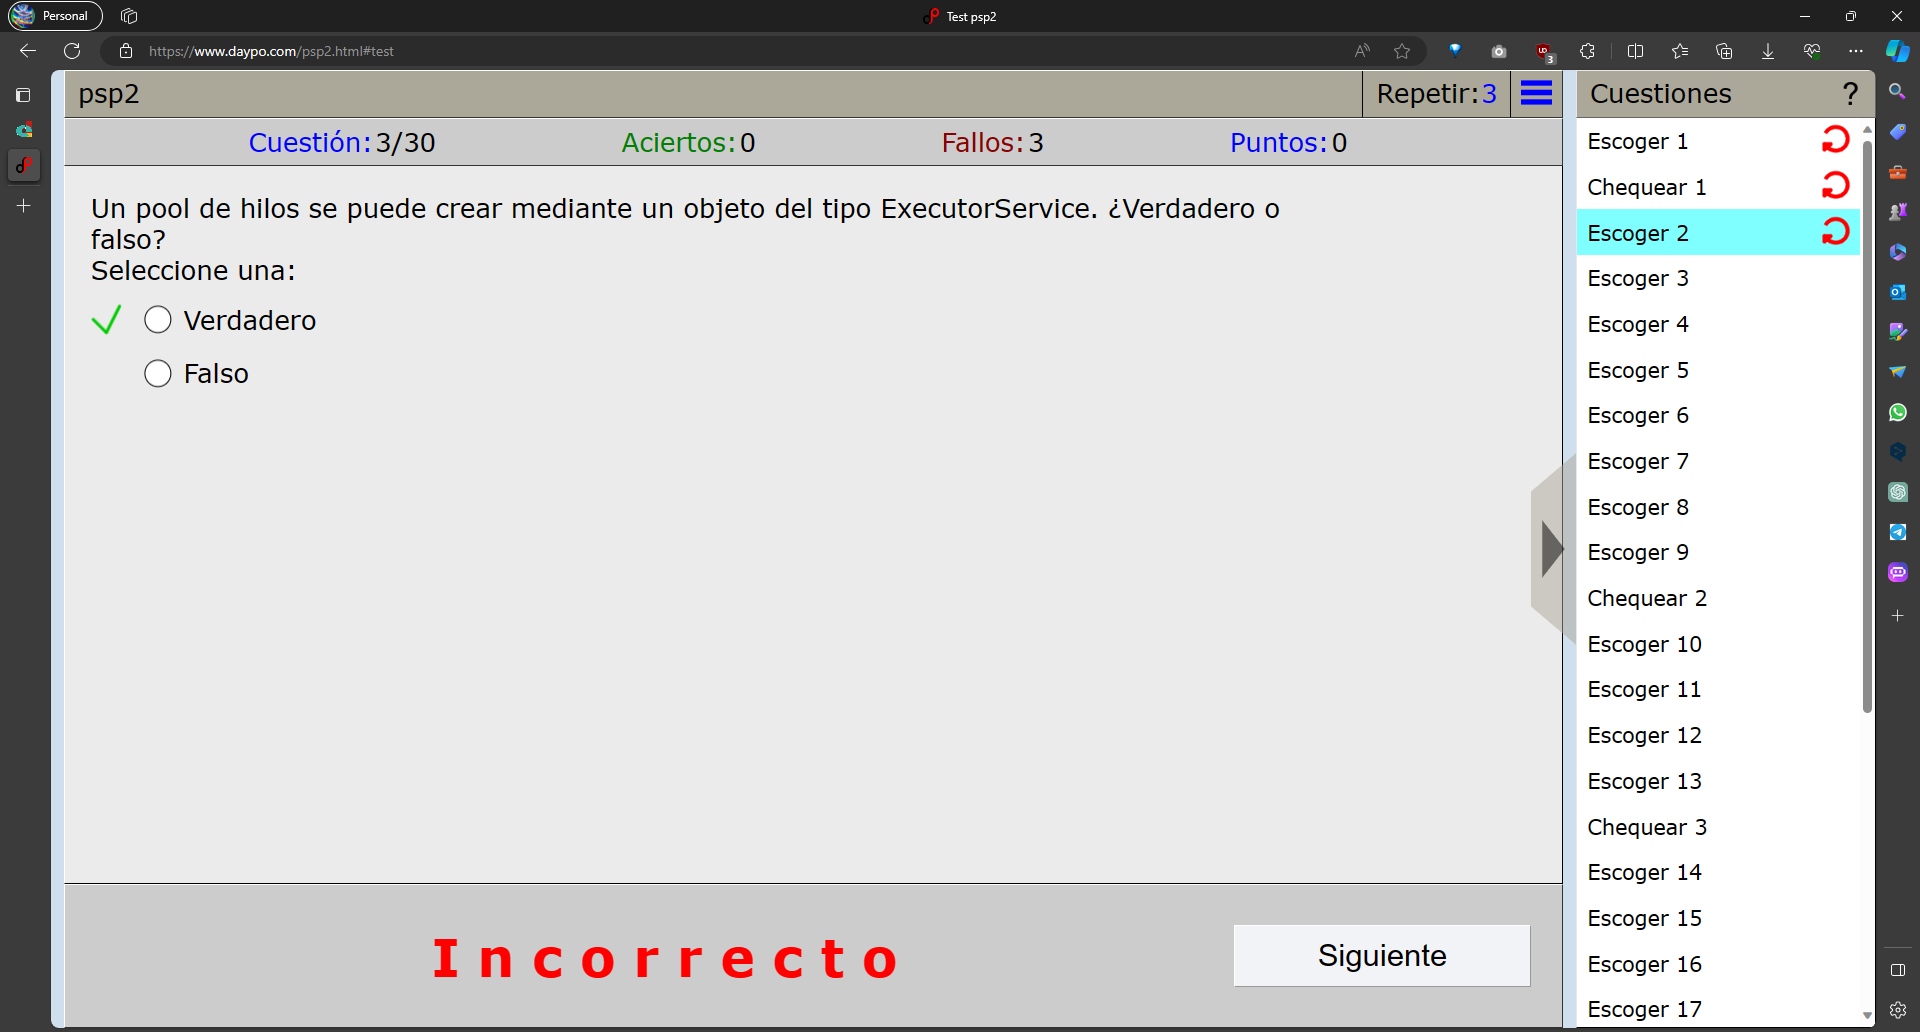 Personal
Test psp2
https://www.daypo.com/psp2.html#test
3
psp2
Repetir:3
Cuestión:3/30
Aciertos:0
Fallos:3
Puntos:0
Un pool de hilos se puede crear mediante un objeto del tipo ExecutorService. ¿Verdadero o
falso?
Seleccione una:
Verdadero
Falso
Incorrecto
Siguiente
Cuestiones
?
Escoger 1
Chequear 1
Escoger 2
Escoger 3
Escoger 4
Escoger 5
Escoger 6
Escoger 7
Escoger 8
Escoger 9
Chequear 2
Escoger 10
Escoger 11
Escoger 12
Escoger 13
Chequear 3
Escoger 14
Escoger 15
Escoger 16
Escoger 17